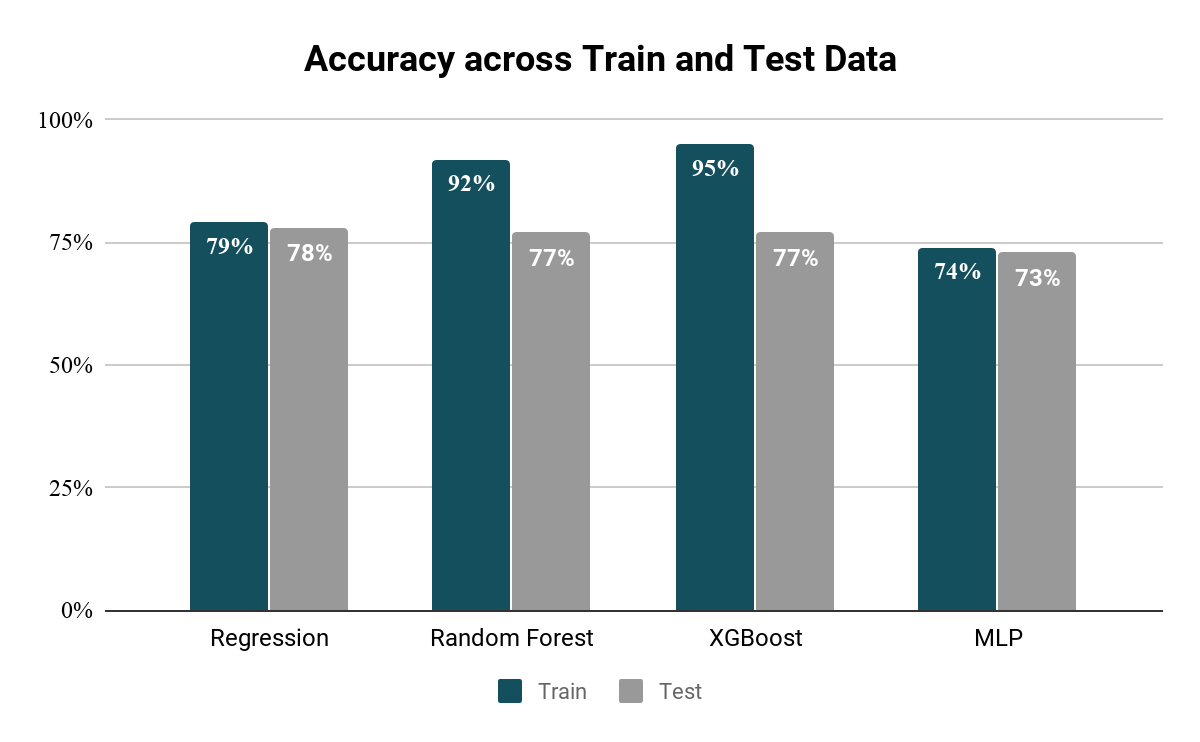 Accuracy across Train and Test Data
100%
75%
50%
25%
0%
79%
78%
92%
77%
95%
77%
74%
73%
Regression
Random Forest
XGBoost
MLP
Train
Test